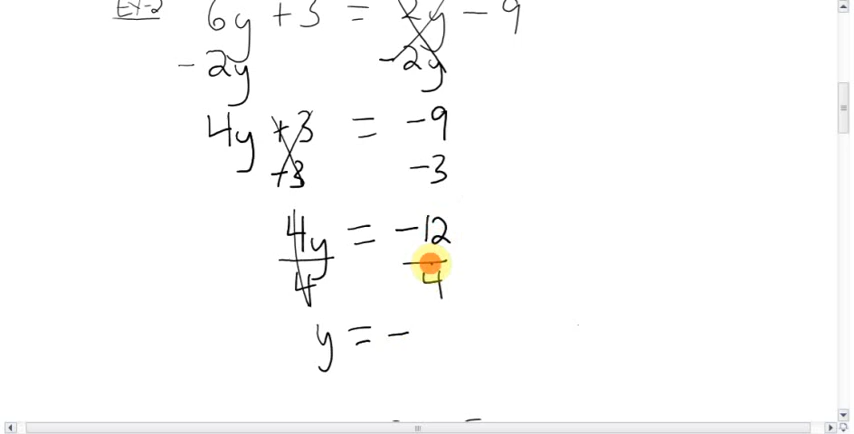 Ex-2 6y + 3 = 2y - 9
- 2y - 2y
4y + 3 = -9
+3 -3
4y = -12
4 4
y = -